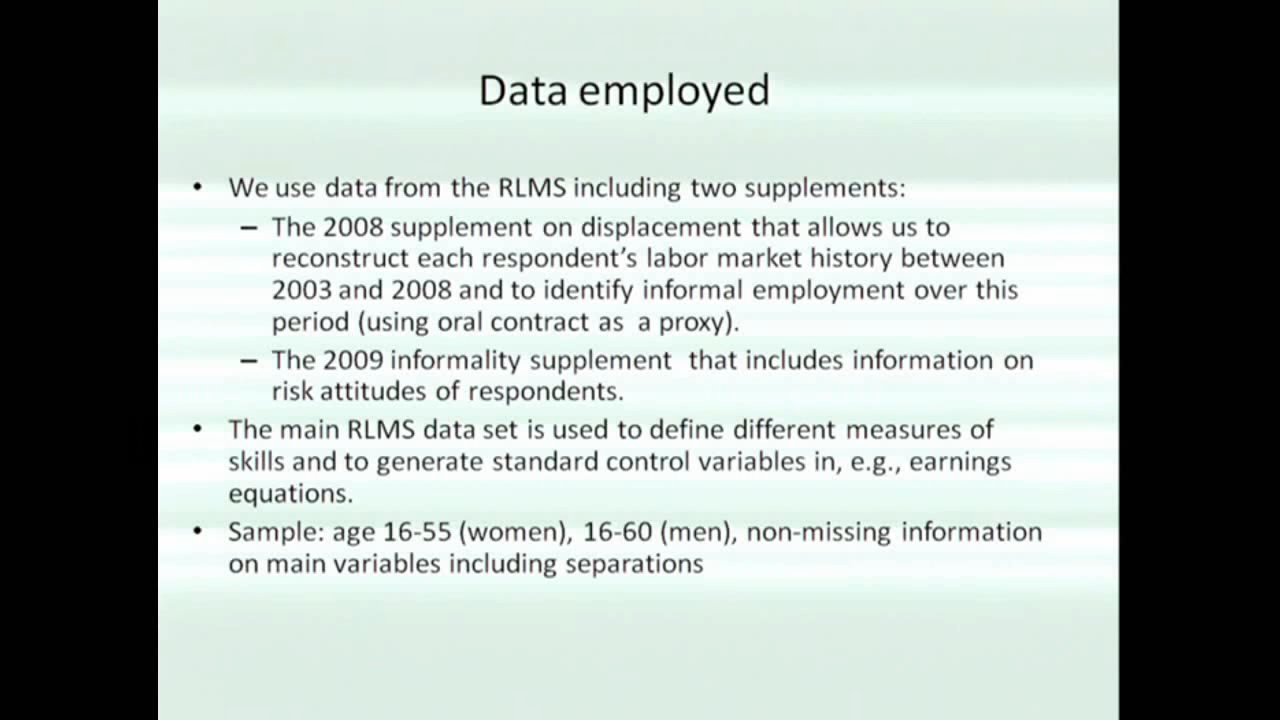 Data employed
• We use data from the RLMS including two supplements:
– The 2008 supplement on displacement that allows us to
reconstruct each respondent’s labor market history between
2003 and 2008 and to identify informal employment over this
period (using oral contract as a proxy).
– The 2009 informality supplement that includes information on
risk attitudes of respondents.
• The main RLMS data set is used to define different measures of
skills and to generate standard control variables in, e.g., earnings
equations.
• Sample: age 16-55 (women), 16-60 (men), non-missing information
on main variables including separations